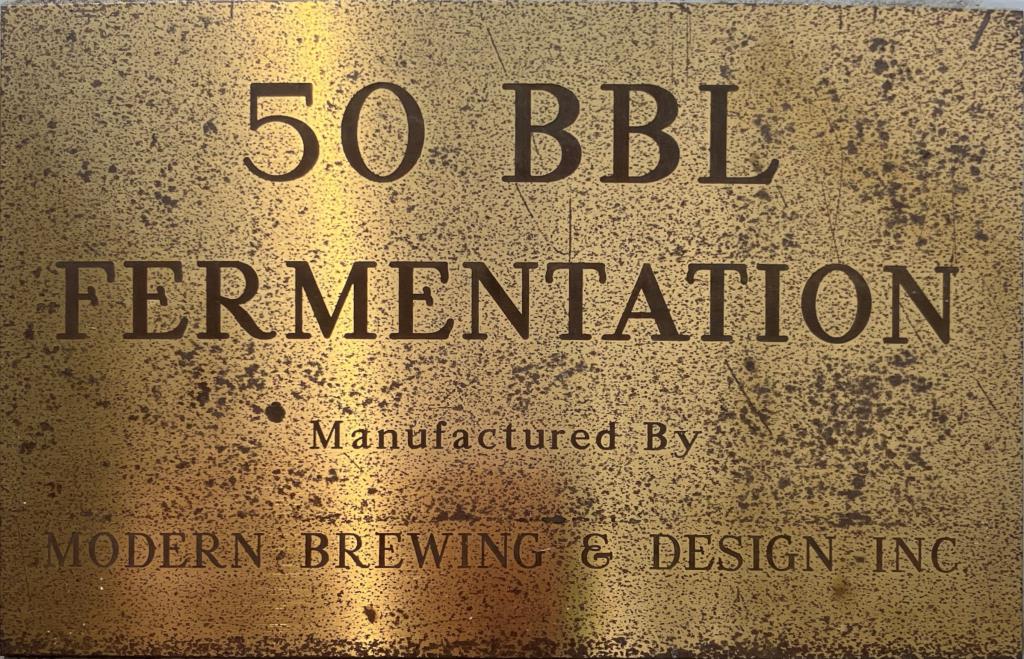 50 BBL
FERMENTATION
Manufactured By
MODERN BREWING & DESIGN INC.